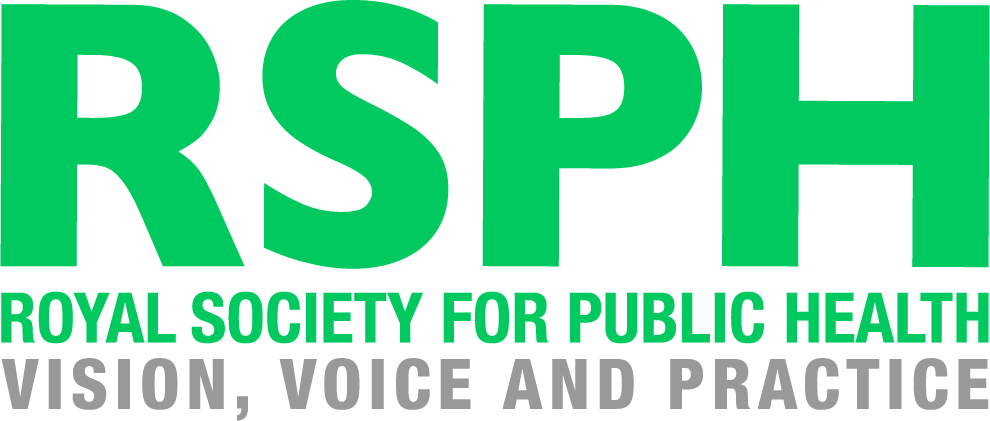 RSPH
ROYAL SOCIETY FOR PUBLIC HEALTH
VISION, VOICE AND PRACTICE